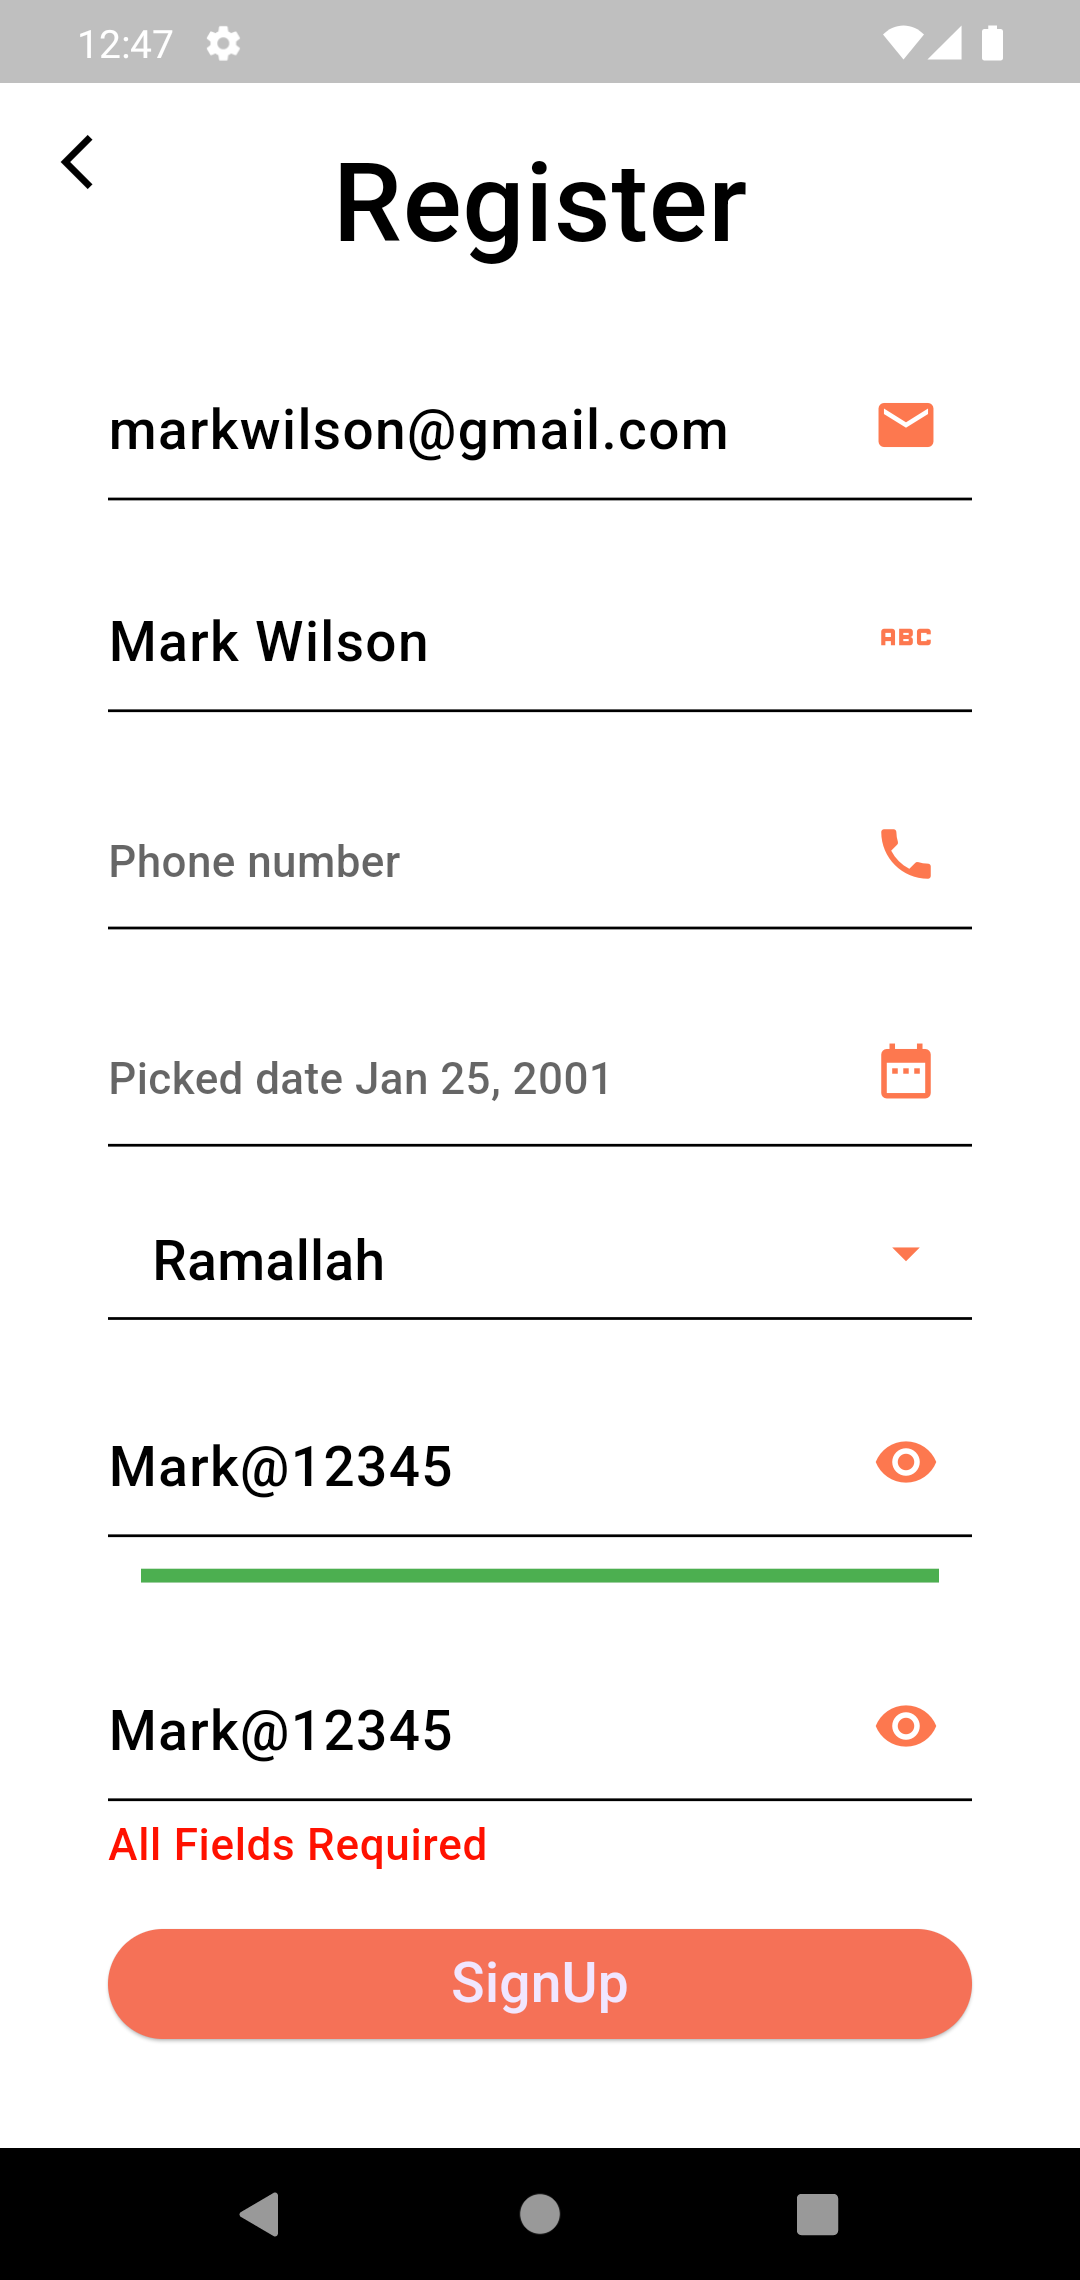 12:47
Register
markwilson@gmail.com
Mark Wilson
ABC
Phone number
Picked date Jan 25, 2001
Ramallah
Mark@12345
Mark@12345
All Fields Required
SignUp